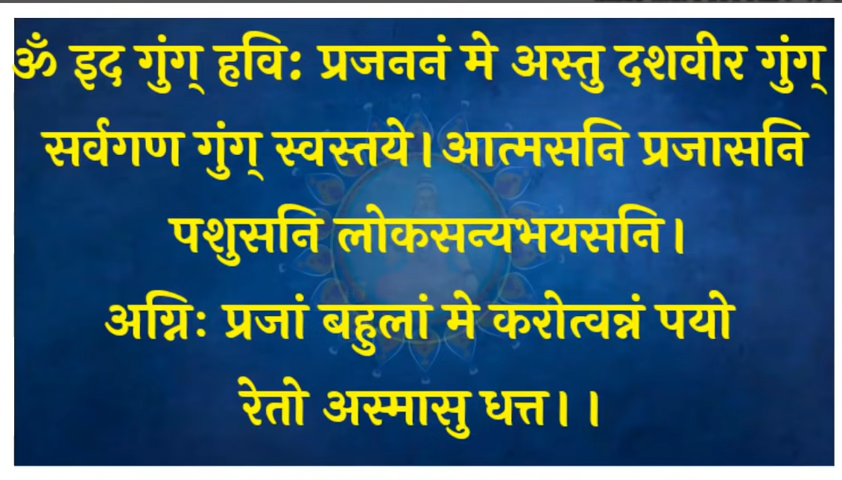 ॐ इद गुंग् हवि: प्रजननं मे अस्तु दशवीर गुंग्
सर्वगण गुंग् स्वस्तये। आत्मसनि प्रजासनि
पशुसनि लोकसन्यभयसनि।
अग्निः प्रजां बहुलां मे करोत्वन्नं पयो
रेतो अस्मासु धत्त।।